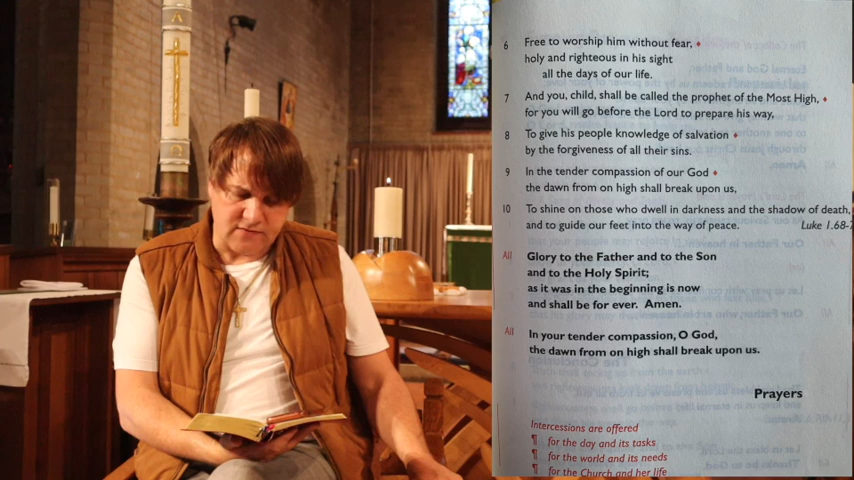 Α
Ω
6 Free to worship him without fear, ♦
holy and righteous in his sight
all the days of our life.
7 And you, child, shall be called the prophet of the Most High, ♦
for you will go before the Lord to prepare his way,
8 To give his people knowledge of salvation ♦
by the forgiveness of all their sins.
9 In the tender compassion of our God ♦
the dawn from on high shall break upon us,
10 To shine on those who dwell in darkness and the shadow of death,
and to guide our feet into the way of peace. Luke 1.68-7
All Glory to the Father and to the Son
and to the Holy Spirit;
as it was in the beginning is now
and shall be for ever. Amen.
All In your tender compassion, O God,
the dawn from on high shall break upon us.
Prayers
Intercessions are offered
¶ for the day and its tasks
¶ for the world and its needs
¶ for the Church and her life